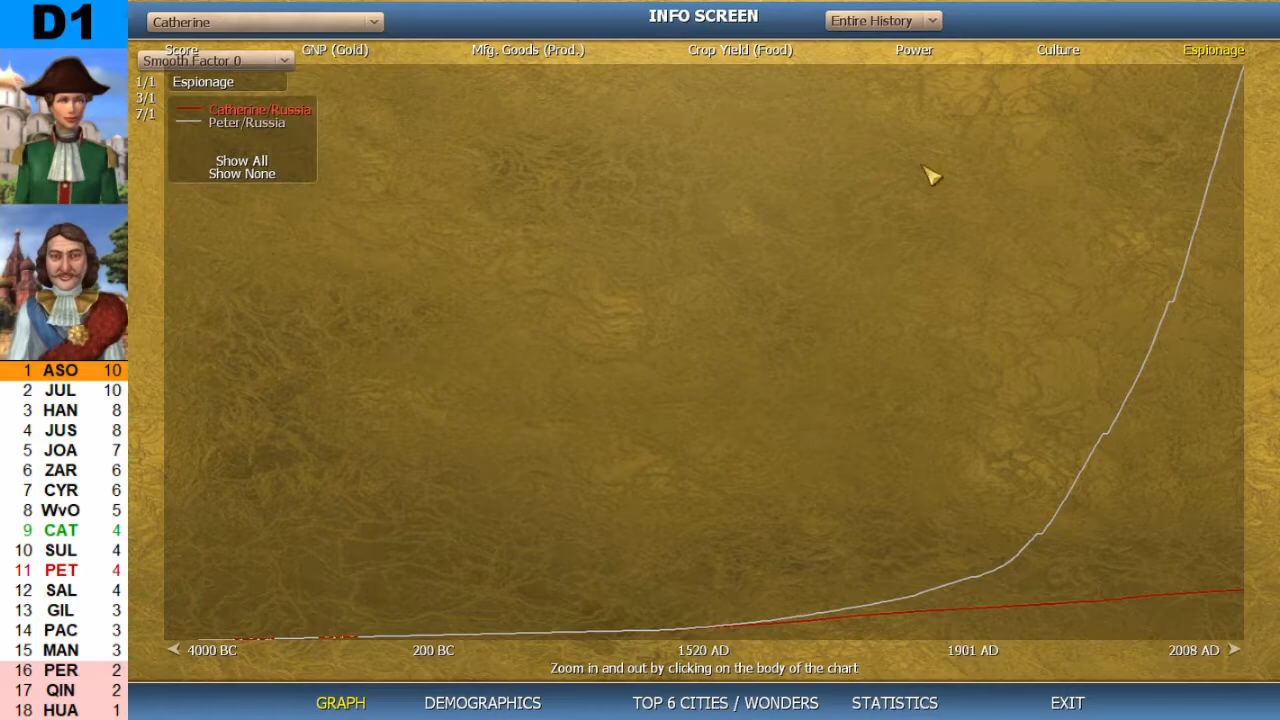 D1
Catherine
INFO SCREEN
Entire History
Score GNP (Gold) Mfg. Goods (Prod.) Crop Yield (Food) Power Culture Espionage
Smooth Factor 0
1/1
3/1
7/1
Espionage
Catherine/Russia
Peter/Russia
Show All
Show None
1 ASO 10
2 JUL 10
3 HAN 8
4 JUS 8
5 JOA 7
6 ZAR 6
7 CYR 6
8 WvO 5
9 CAT 4
10 SUL 4
11 PET 4
12 SAL 4
13 GIL 3
14 PAC 3
15 MAN 3
16 PER 2
17 QIN 2
18 HUA 1
4000 BC 200 BC 1520 AD 1901 AD 2008 AD
Zoom in and out by clicking on the body of the chart
GRAPH DEMOGRAPHICS TOP 6 CITIES / WONDERS STATISTICS EXIT